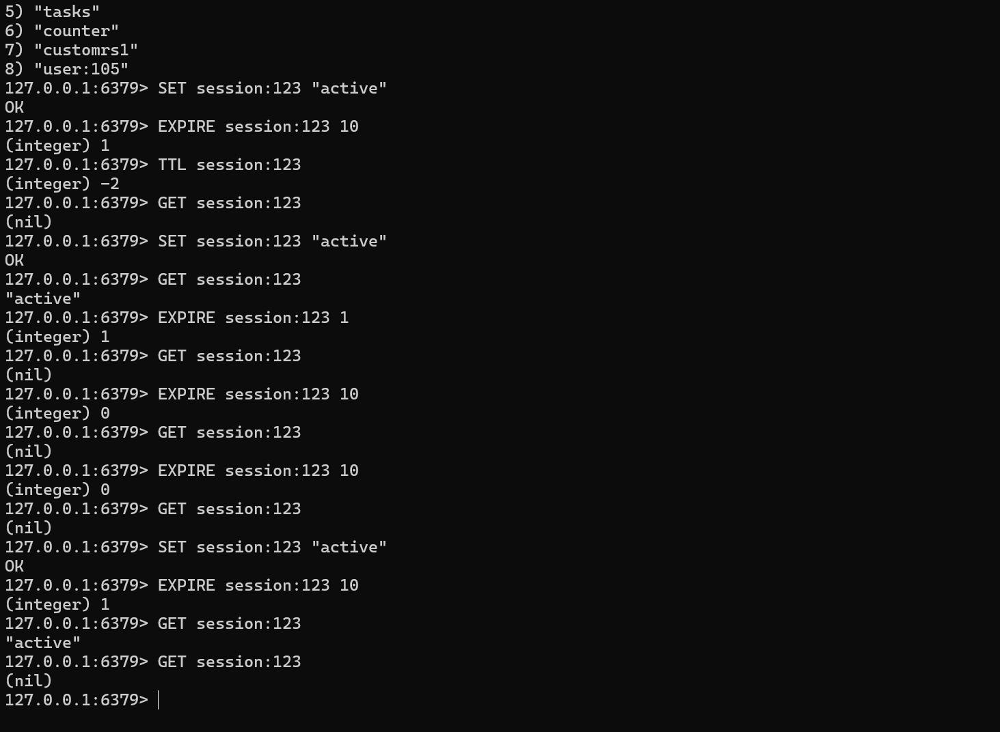 5) "tasks"
6) "counter"
7) "customrs1"
8) "user:105"
127.0.0.1:6379> SET session:123 "active"
OK
127.0.0.1:6379> EXPIRE session:123 10
(integer) 1
127.0.0.1:6379> TTL session:123
(integer) -2
127.0.0.1:6379> GET session:123
(nil)
127.0.0.1:6379> SET session:123 "active"
OK
127.0.0.1:6379> GET session:123
"active"
127.0.0.1:6379> EXPIRE session:123 1
(integer) 1
127.0.0.1:6379> GET session:123
(nil)
127.0.0.1:6379> EXPIRE session:123 10
(integer) 0
127.0.0.1:6379> GET session:123
(nil)
127.0.0.1:6379> EXPIRE session:123 10
(integer) 0
127.0.0.1:6379> GET session:123
(nil)
127.0.0.1:6379> SET session:123 "active"
OK
127.0.0.1:6379> EXPIRE session:123 10
(integer) 1
127.0.0.1:6379> GET session:123
"active"
127.0.0.1:6379> GET session:123
(nil)
127.0.0.1:6379>